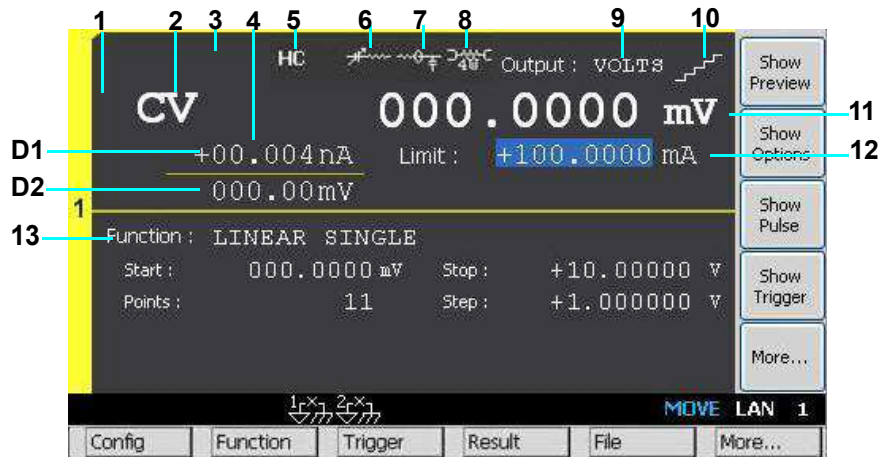 1 2 3 4 5 6 7 8 9 10
HC 4W Output : VOLTS
CV 000.0000 mV 11
D1 +00.004nA Limit : +100.0000 mA 12
D2 000.00mV
1
13 Function : LINEAR SINGLE
Start : 000.0000 mV Stop : +10.00000 V
Points : 11 Step : +1.000000 V
Show Preview
Show Options
Show Pulse
Show Trigger
More...
1 2 MOVE LAN 1
Config Function Trigger Result File More...